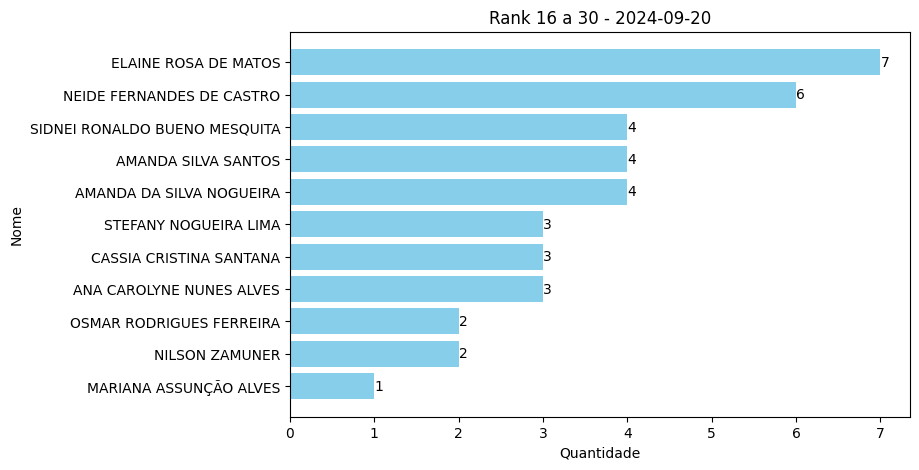 Rank 16 a 30 - 2024-09-20
ELAINE ROSA DE MATOS 7
NEIDE FERNANDES DE CASTRO 6
SIDNEI RONALDO BUENO MESQUITA 4
AMANDA SILVA SANTOS 4
AMANDA DA SILVA NOGUEIRA 4
STEFANY NOGUEIRA LIMA 3
CASSIA CRISTINA SANTANA 3
ANA CAROLYNE NUNES ALVES 3
OSMAR RODRIGUES FERREIRA 2
NILSON ZAMUNER 2
MARIANA ASSUNÇÃO ALVES 1
Nome
0 1 2 3 4 5 6 7
Quantidade